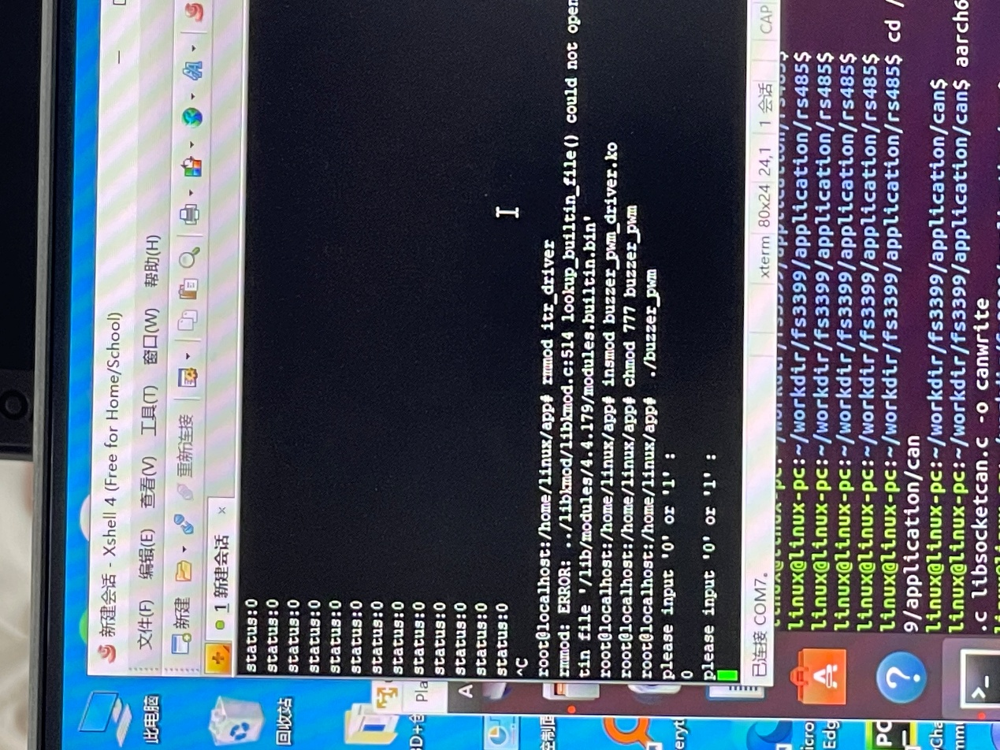 此电脑
回收站
新建会话 - Xshell 4 (Free for Home/School)
文件(F) 编辑(E) 查看(V) 工具(T) 窗口(W) 帮助(H)
新建 重新连接
1 新建会话 ×
status:0
status:0
status:0
status:0
status:0
status:0
status:0
status:0
status:0
status:0
status:0
status:0
status:0
^C
root@localhost:/home/linux/app# rmmod itr_driver
rmmod: ERROR: ../libkmod/libkmod.c:514 lookup_builtin_file() could not open
tin file '/lib/modules/4.4.179/modules.builtin.bin'
root@localhost:/home/linux/app# insmod buzzer_pwm_driver.ko
root@localhost:/home/linux/app# chmod 777 buzzer_pwm
root@localhost:/home/linux/app# ./buzzer_pwm
please input '0' or '1' :
0
please input '0' or '1' :
已连接 COM7。 xterm 80x24 24,1 1 会话 CAP
linux@linux-pc:~/workdir/fs3399/application/rs485$
linux@linux-pc:~/workdir/fs3399/application/rs485$
linux@linux-pc:~/workdir/fs3399/application/rs485$
linux@linux-pc:~/workdir/fs3399/application/rs485$
linux@linux-pc:~/workdir/fs3399/application/rs485$
linux@linux-pc:~/workdir/fs3399/application/rs485$ cd /
9/application/can
linux@linux-pc:~/workdir/fs3399/application/can$
linux@linux-pc:~/workdir/fs3399/application/can$ aarch6
.c libsocketcan.c -o canwrite